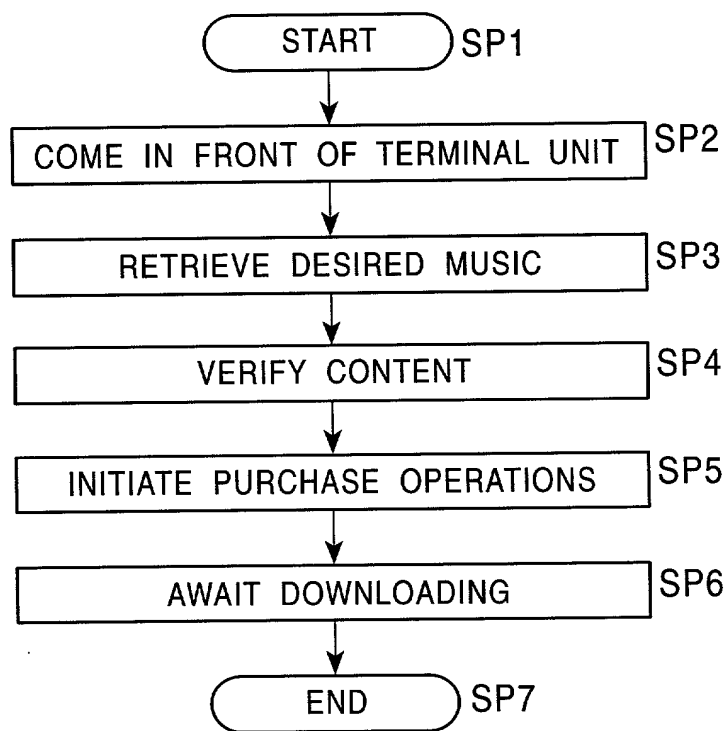 START SP1
COME IN FRONT OF TERMINAL UNIT SP2
RETRIEVE DESIRED MUSIC SP3
VERIFY CONTENT SP4
INITIATE PURCHASE OPERATIONS SP5
AWAIT DOWNLOADING SP6
END SP7